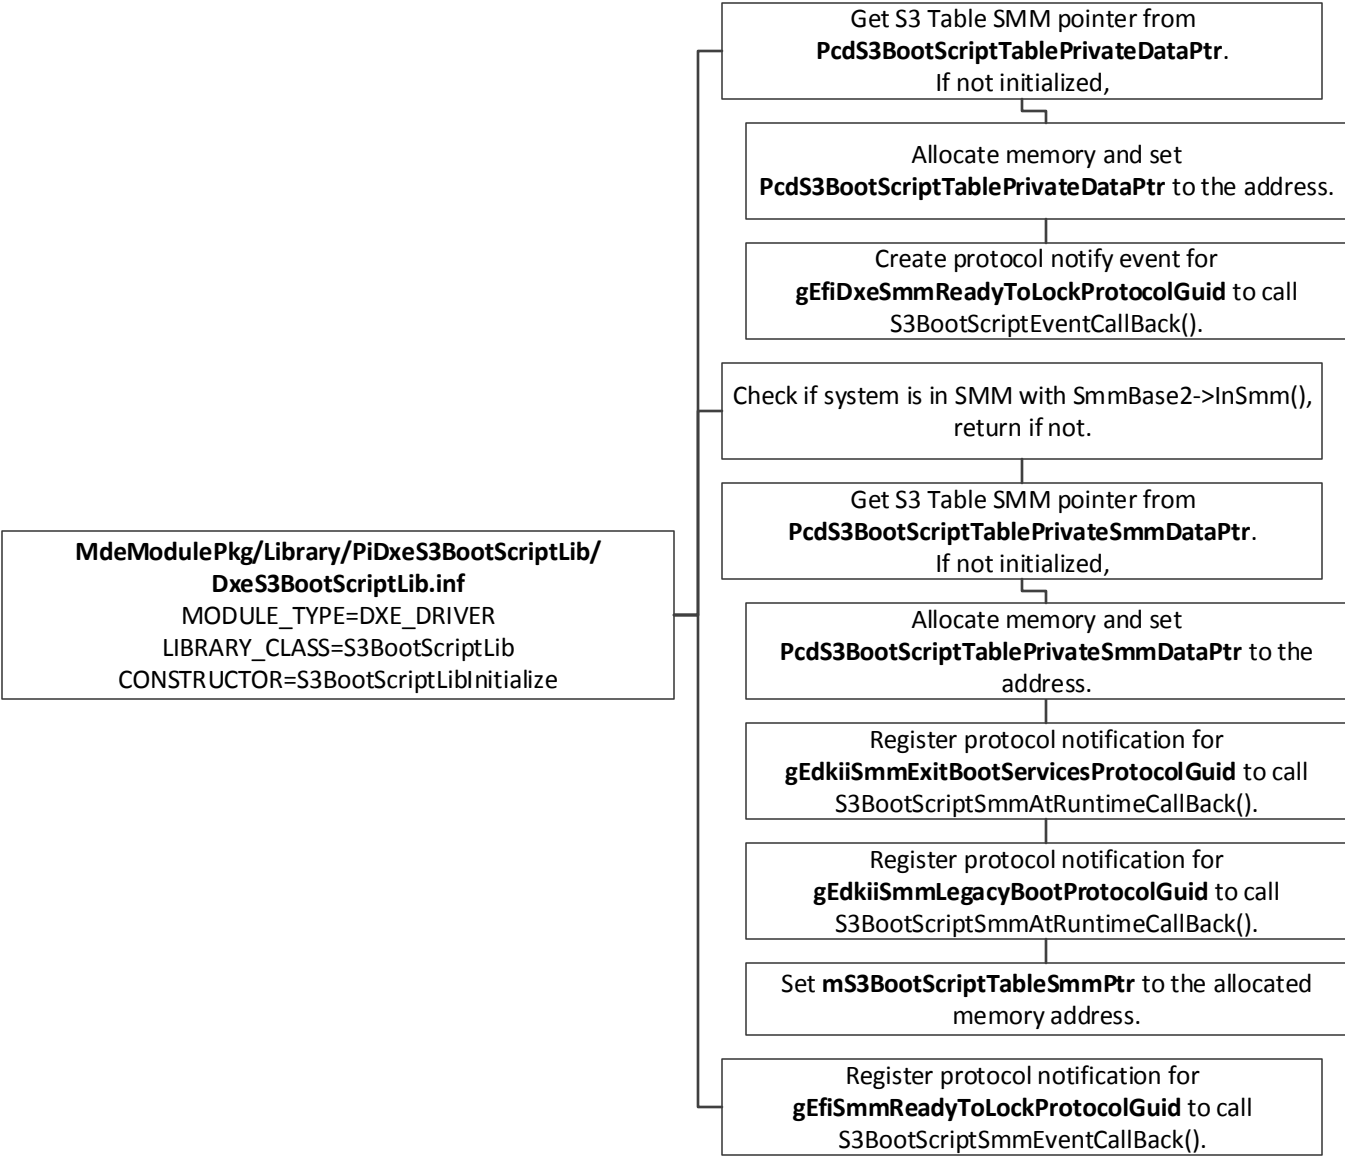 Get S3 Table SMM pointer from
PcdS3BootScriptTablePrivateDataPtr.
If not initialized,
Allocate memory and set
PcdS3BootScriptTablePrivateDataPtr to the address.
Create protocol notify event for
gEfiDxeSmmReadyToLockProtocolGuid to call
S3BootScriptEventCallBack().
Check if system is in SMM with SmmBase2->InSmm(),
return if not.
Get S3 Table SMM pointer from
PcdS3BootScriptTablePrivateSmmDataPtr.
If not initialized,
MdeModulePkg/Library/PiDxeS3BootScriptLib/
DxeS3BootScriptLib.inf
MODULE_TYPE=DXE_DRIVER
LIBRARY_CLASS=S3BootScriptLib
CONSTRUCTOR=S3BootScriptLibInitialize
Allocate memory and set
PcdS3BootScriptTablePrivateSmmDataPtr to the
address.
Register protocol notification for
gEdkiiSmmExitBootServicesProtocolGuid to call
S3BootScriptSmmAtRuntimeCallBack().
Register protocol notification for
gEdkiiSmmLegacyBootProtocolGuid to call
S3BootScriptSmmAtRuntimeCallBack().
Set mS3BootScriptTableSmmPtr to the allocated
memory address.
Register protocol notification for
gEfiSmmReadyToLockProtocolGuid to call
S3BootScriptSmmEventCallBack().